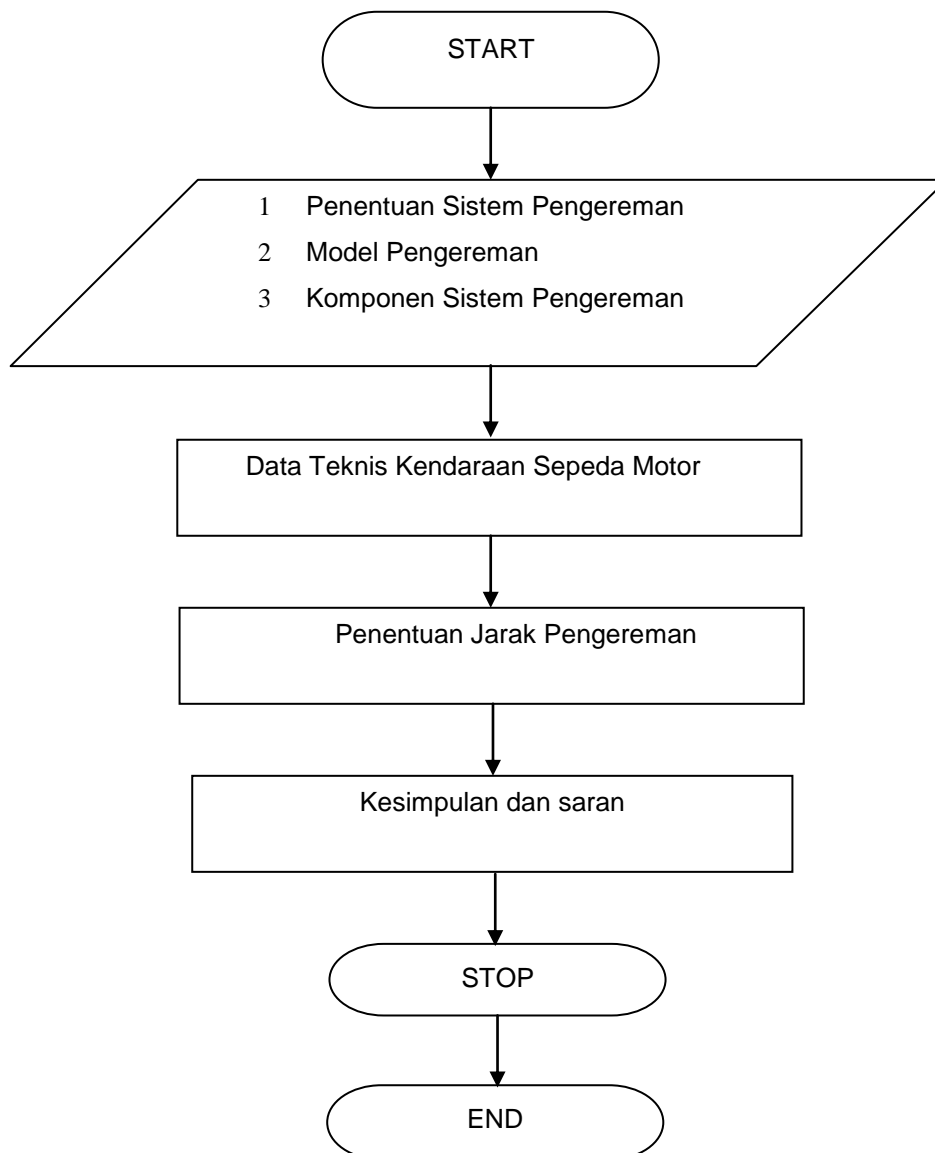 START
1 Penentuan Sistem Pengereman
2 Model Pengereman
3 Komponen Sistem Pengereman
Data Teknis Kendaraan Sepeda Motor
Penentuan Jarak Pengereman
Kesimpulan dan saran
STOP
END